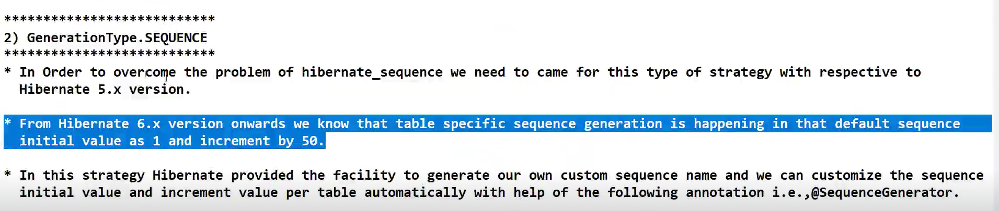 ***************************
2) GenerationType.SEQUENCE
***************************
* In Order to overcome the problem of hibernate_sequence we need to came for this type of strategy with respective to
Hibernate 5.x version.
* From Hibernate 6.x version onwards we know that table specific sequence generation is happening in that default sequence
initial value as 1 and increment by 50.
* In this strategy Hibernate provided the facility to generate our own custom sequence name and we can customize the sequence
initial value and increment value per table automatically with help of the following annotation i.e.,@SequenceGenerator.